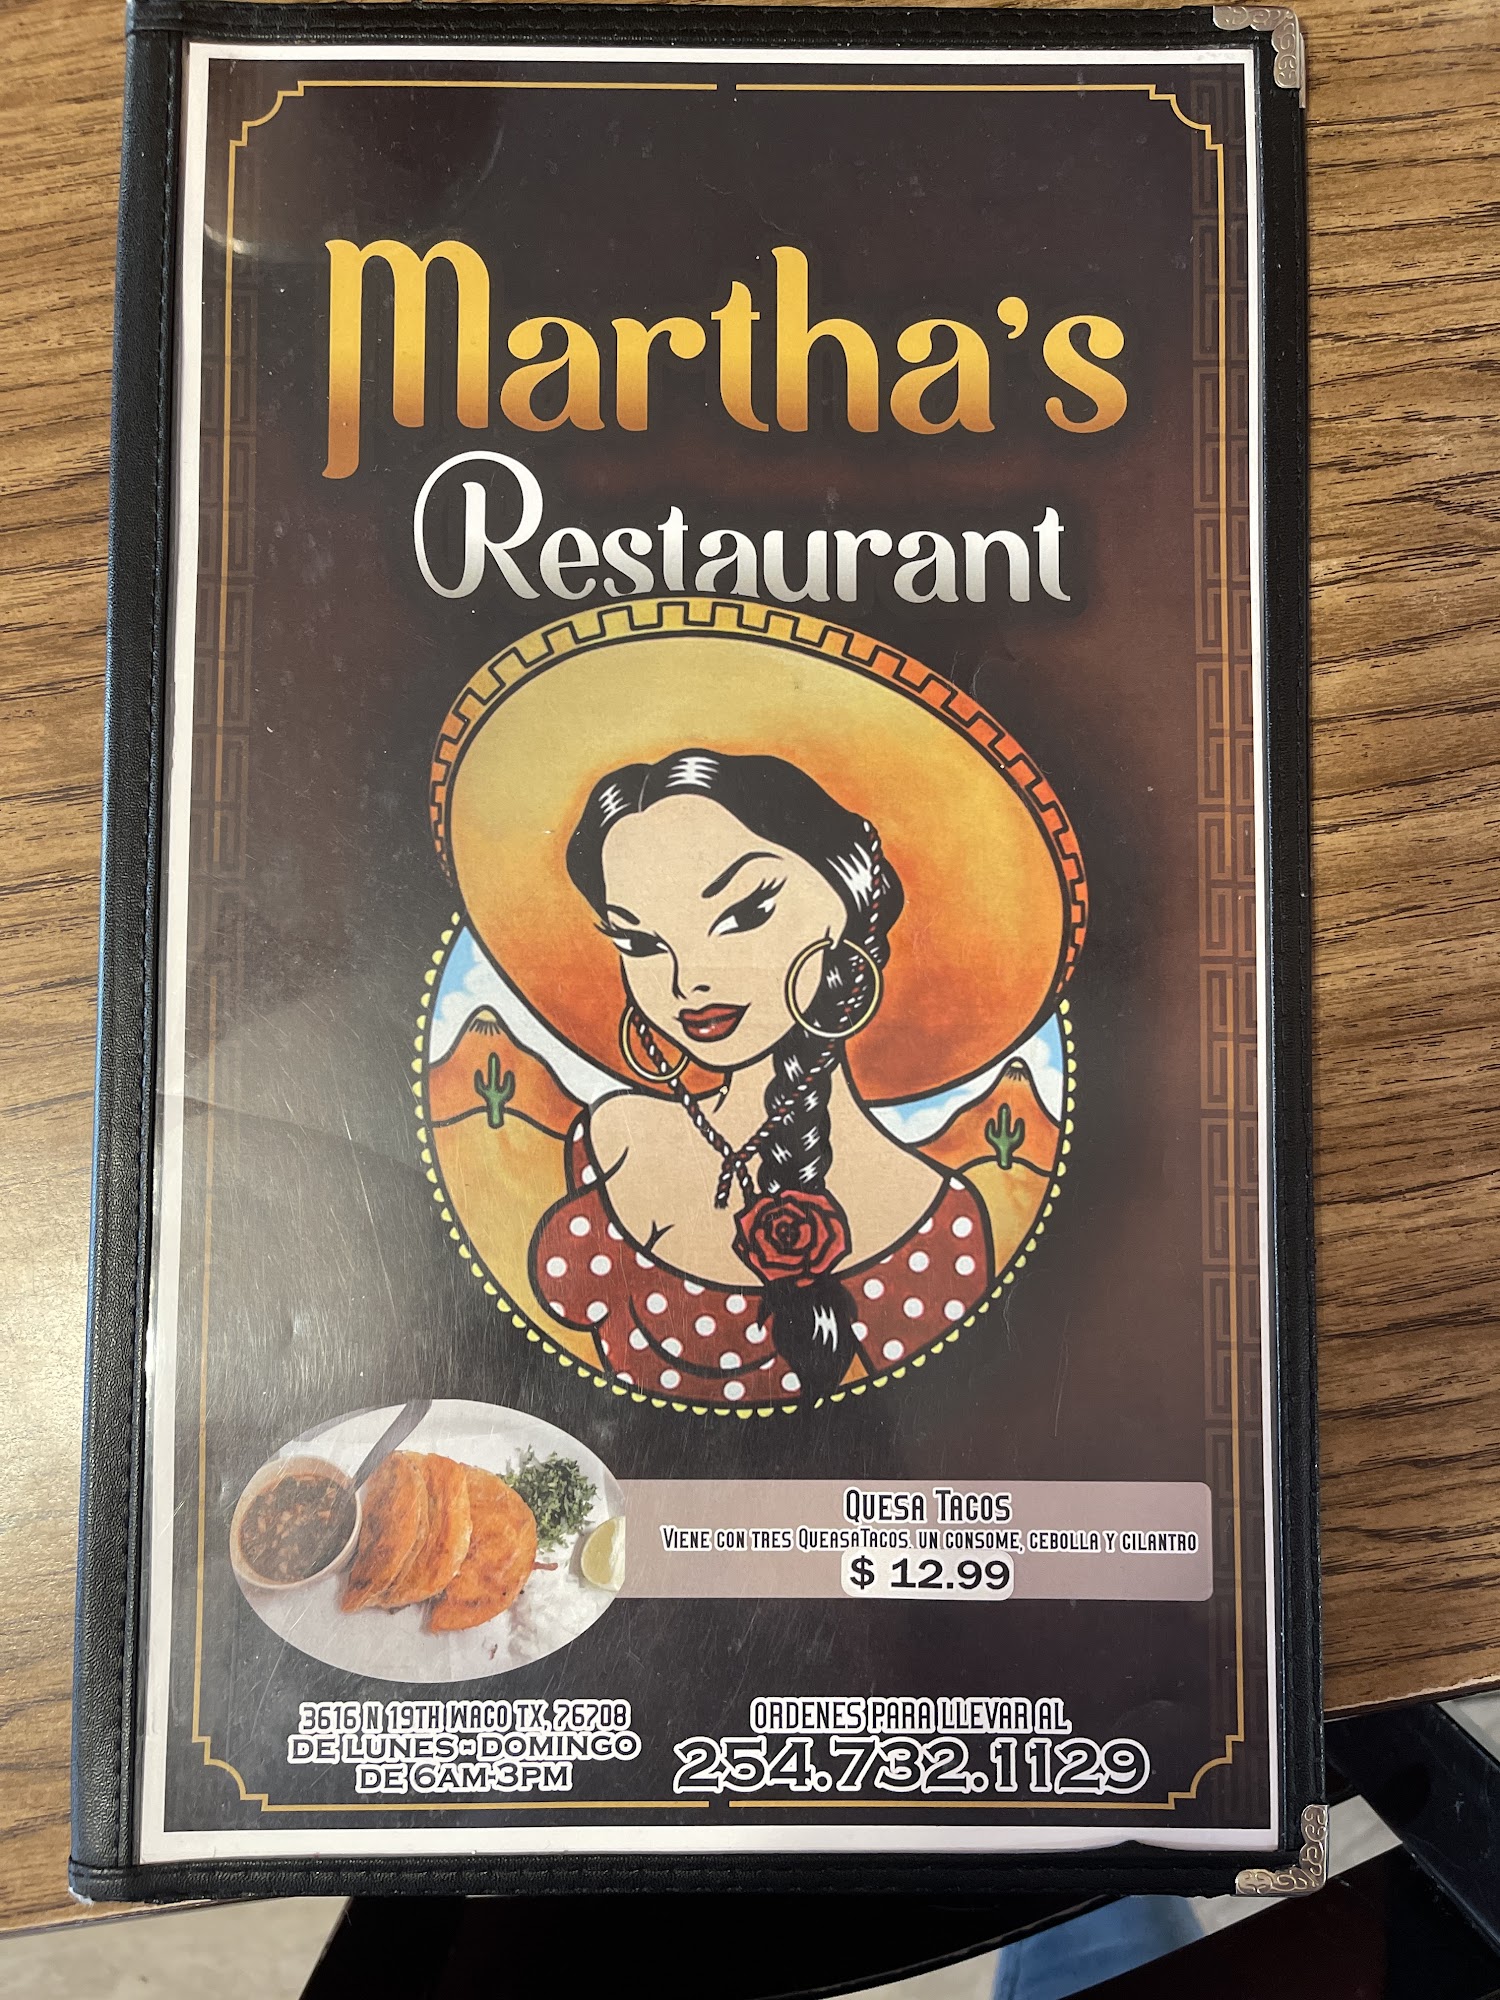 Martha's
Restaurant
QUESA TACOS
VIENE CON TRES QUEASATACOS. UN CONSOME, CEBOLLA Y CILANTRO
$ 12.99
3616 N 19TH WACO TX, 76708
DE LUNES - DOMINGO
DE 6AM-3PM
ORDENES PARA LLEVAR AL
254.732.1129